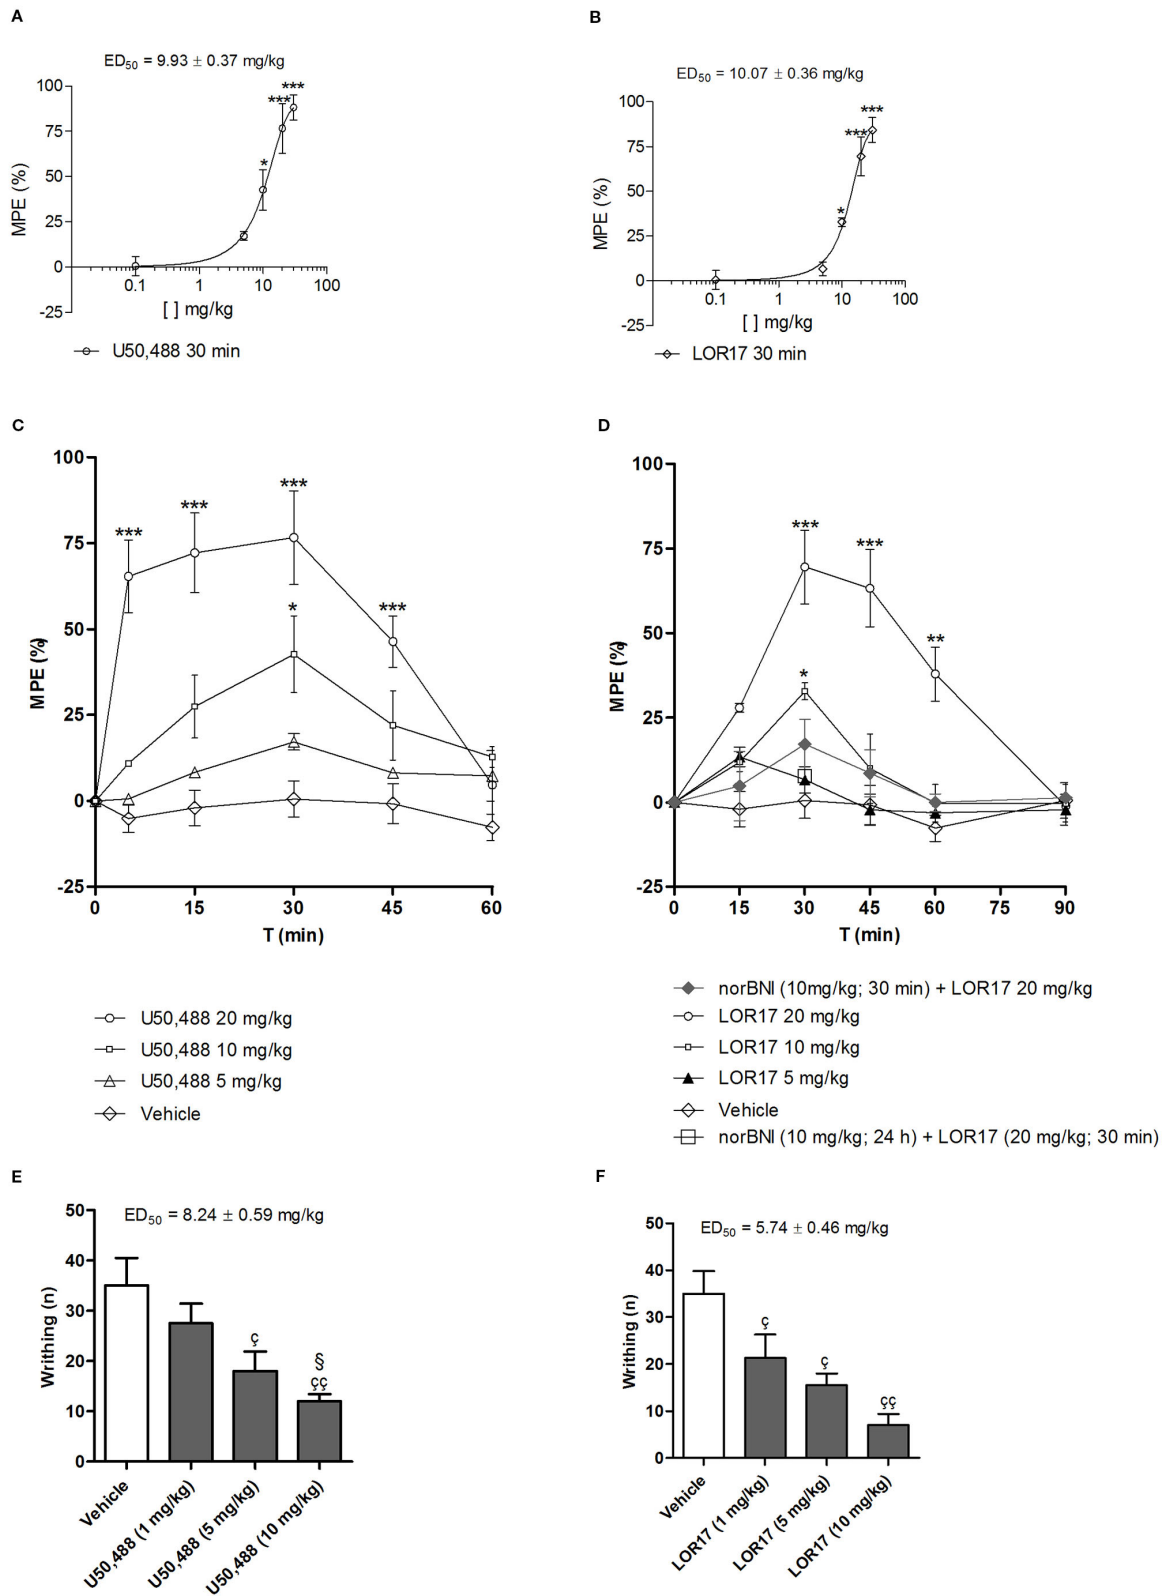 A
ED50 = 9.93 ± 0.37 mg/kg
***
***
*
100
75
50
25
0
-25
MPE (%)
0.1
1
10
100
[ ] mg/kg
U50,488 30 min
B
ED50 = 10.07 ± 0.36 mg/kg
***
***
*
100
75
50
25
0
-25
MPE (%)
0.1
1
10
100
[ ] mg/kg
LOR17 30 min
C
100
75
50
25
0
-25
MPE (%)
***
***
***
***
*
0
15
30
45
60
T (min)
U50,488 20 mg/kg
U50,488 10 mg/kg
U50,488 5 mg/kg
Vehicle
D
100
75
50
25
0
-25
MPE (%)
***
***
**
*
0
15
30
45
60
75
90
T (min)
norBNI (10mg/kg; 30 min) + LOR17 20 mg/kg
LOR17 20 mg/kg
LOR17 10 mg/kg
LOR17 5 mg/kg
Vehicle
norBNI (10 mg/kg; 24 h) + LOR17 (20 mg/kg; 30 min)
E
ED50 = 8.24 ± 0.59 mg/kg
50
40
30
20
10
0
Writhing (n)
ç
§
çç
Vehicle
U50,488 (1 mg/kg)
U50,488 (5 mg/kg)
U50,488 (10 mg/kg)
F
ED50 = 5.74 ± 0.46 mg/kg
50
40
30
20
10
0
Writhing (n)
ç
ç
çç
Vehicle
LOR17 (1 mg/kg)
LOR17 (5 mg/kg)
LOR17 (10 mg/kg)